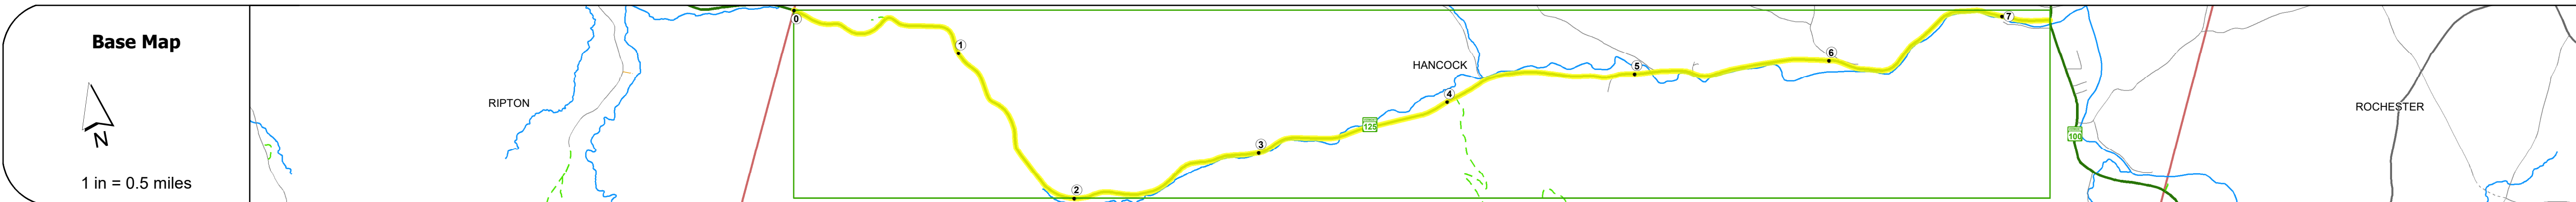 Base Map
N
1 in = 0.5 miles
RIPTON
0
1
2
3
125
4
HANCOCK
5
6
7
100
ROCHESTER